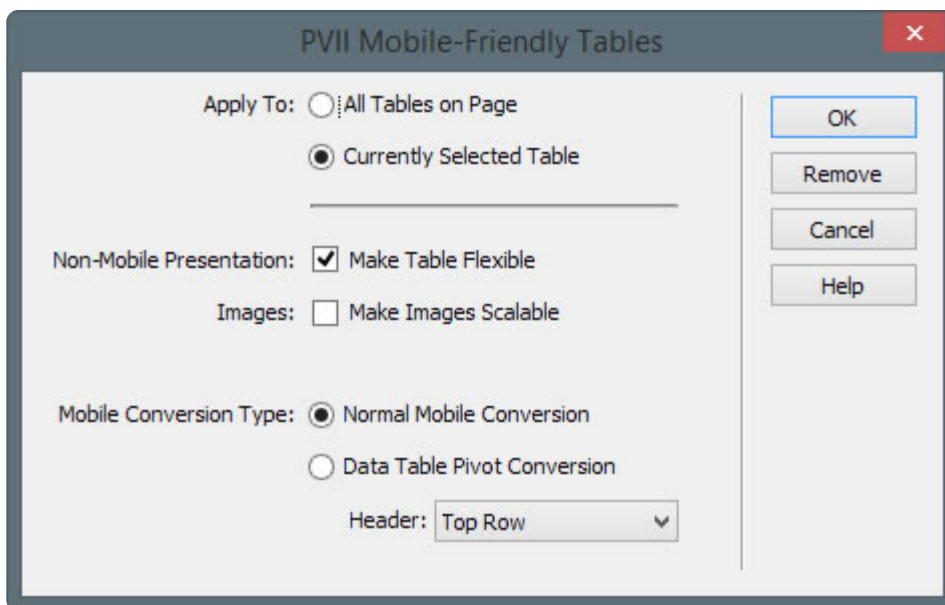 PVII Mobile-Friendly Tables
Apply To: All Tables on Page
Currently Selected Table
Non-Mobile Presentation: Make Table Flexible
Images: Make Images Scalable
Mobile Conversion Type: Normal Mobile Conversion
Data Table Pivot Conversion
Header: Top Row
OK
Remove
Cancel
Help